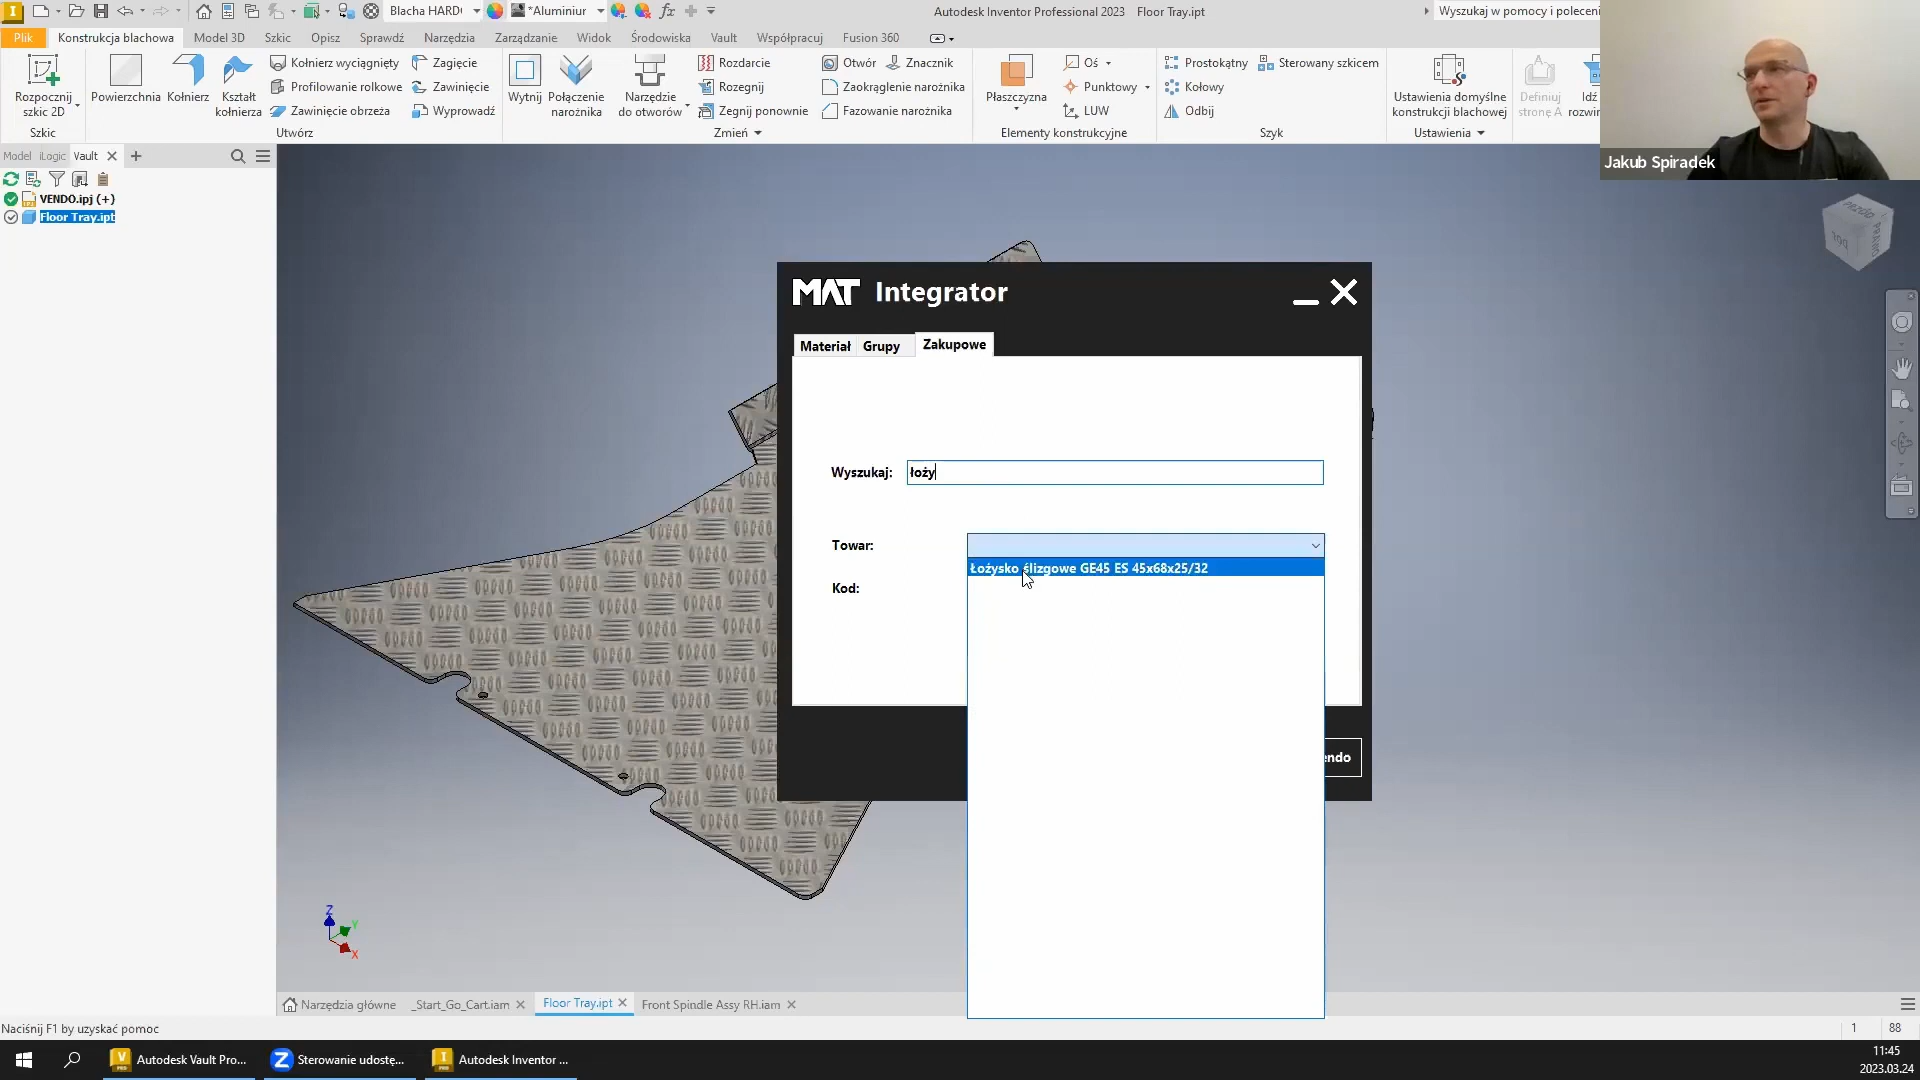 Blacha HARD
*Aluminiur
Autodesk Inventor Professional 2023 Floor Tray.ipt
Wyszukaj w pomocy i poleceni
Plik Konstrukcja blachowa Model 3D Szkic Opisz Sprawdź Narzędzia Zarządzanie Widok Środowiska Vault Współpracuj Fusion 360
Rozpocznij
szkic 2D
Szkic
Powierzchnia
Kołnierz
Kształt
kołnierza
Kołnierz wyciągnięty
Profilowanie rolkowe
Zawinięcie obrzeża
Zagięcie
Zawinięcie
Wyprowadź
Utwórz
Wytnij
Połączenie
narożnika
Narzędzie
do otworów
Rozdarcie
Rozegnij
Zegnij ponownie
Otwór Znacznik
Zaokrąglenie narożnika
Fazowanie narożnika
Zmień
Płaszczyzna
Oś
Punktowy
LUW
Elementy konstrukcyjne
Prostokątny
Kołowy
Odbij
Sterowany szkicem
Szyk
Ustawienia domyślne
konstrukcji blachowej
Ustawienia
Definiuj
stronę A
Idź
rozwir
Jakub Spiradek
Model iLogic Vault
VENDO.ipj (+)
Floor Tray.ipt
MAT Integrator
Materiał Grupy Zakupowe
Wyszukaj: łoży
Towar:
Łożysko ślizgowe GE45 ES 45x68x25/32
Kod:
endo
Z
Y
X
Narzędzia główne _Start_Go_Cart.iam Floor Tray.ipt Front Spindle Assy RH.iam
Naciśnij F1 by uzyskać pomoc
1 88
Autodesk Vault Pro... Sterowanie udostę... Autodesk Inventor ...
11:45
2023.03.24